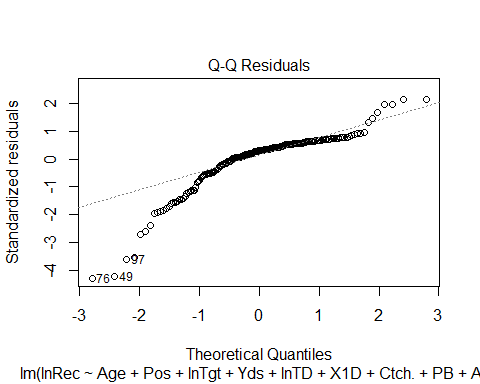 Q-Q Residuals
Standardized residuals
2
1
0
-1
-2
-3
-4
97
76 49
-3 -2 -1 0 1 2 3
Theoretical Quantiles
lm(lnRec ~ Age + Pos + lnTgt + Yds + lnTD + X1D + Ctch. + PB + A